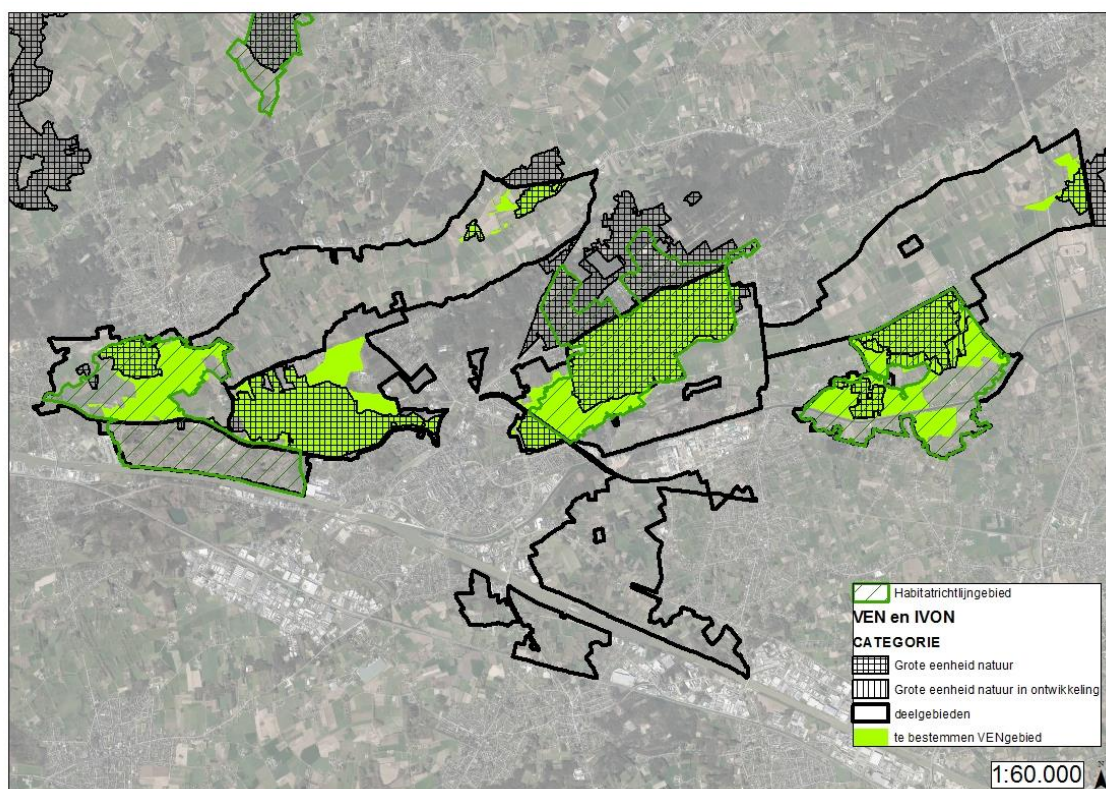 Habitatrichtlijngebied
VEN en IVON
CATEGORIE
Grote eenheid natuur
Grote eenheid natuur in ontwikkeling
deelgebieden
te bestemmen VENgebied
1:60.000